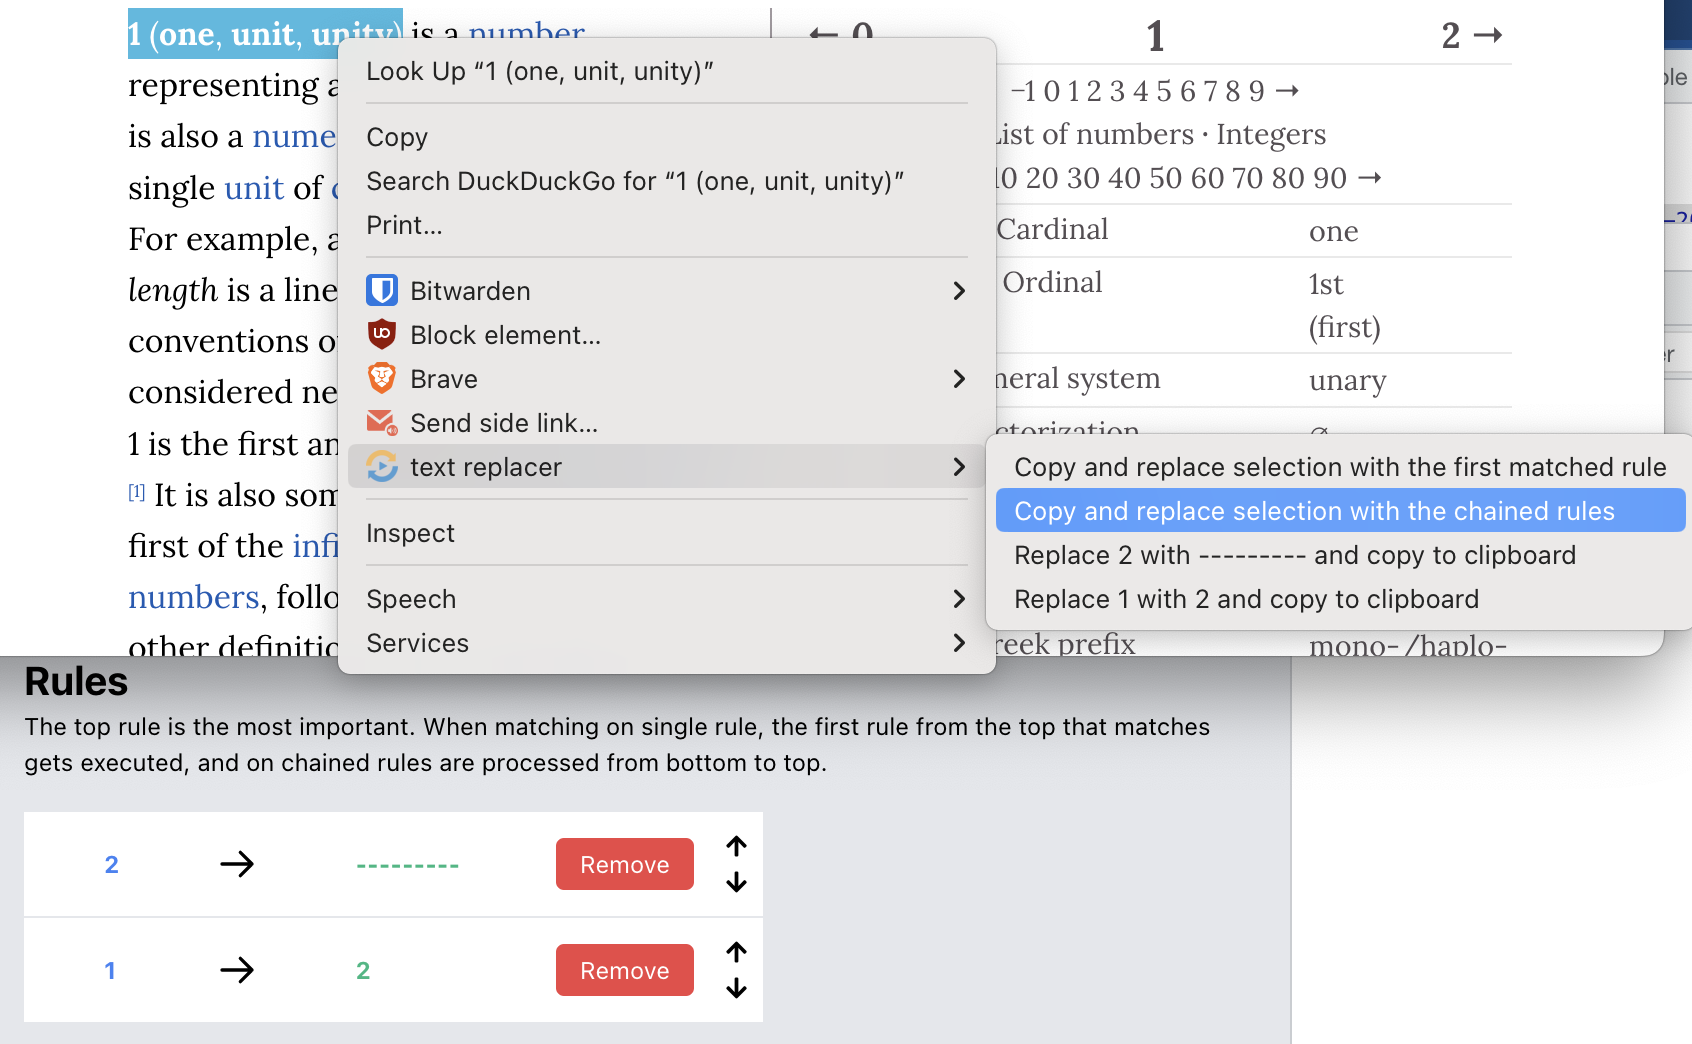 1 (one, unit, unity) is a number
representing
is also a nume
single unit of
For example, a
length is a line
conventions o
considered ne
1 is the first an
[1] It is also som
first of the infi
numbers, follo
other definitio
← 0 1 2 →
−1 0 1 2 3 4 5 6 7 8 9 →
List of numbers · Integers
10 20 30 40 50 60 70 80 90 →
Cardinal one
Ordinal 1st
(first)
neral system unary
ctorization ∅
reek prefix mono-/haplo-
Look Up “1 (one, unit, unity)”
Copy
Search DuckDuckGo for “1 (one, unit, unity)”
Print...
Bitwarden
Block element...
Brave
Send side link...
text replacer
Inspect
Speech
Services
Copy and replace selection with the first matched rule
Copy and replace selection with the chained rules
Replace 2 with --------- and copy to clipboard
Replace 1 with 2 and copy to clipboard
Rules
The top rule is the most important. When matching on single rule, the first rule from the top that matches
gets executed, and on chained rules are processed from bottom to top.
2 → --------- Remove ↑ ↓
1 → 2 Remove ↑ ↓